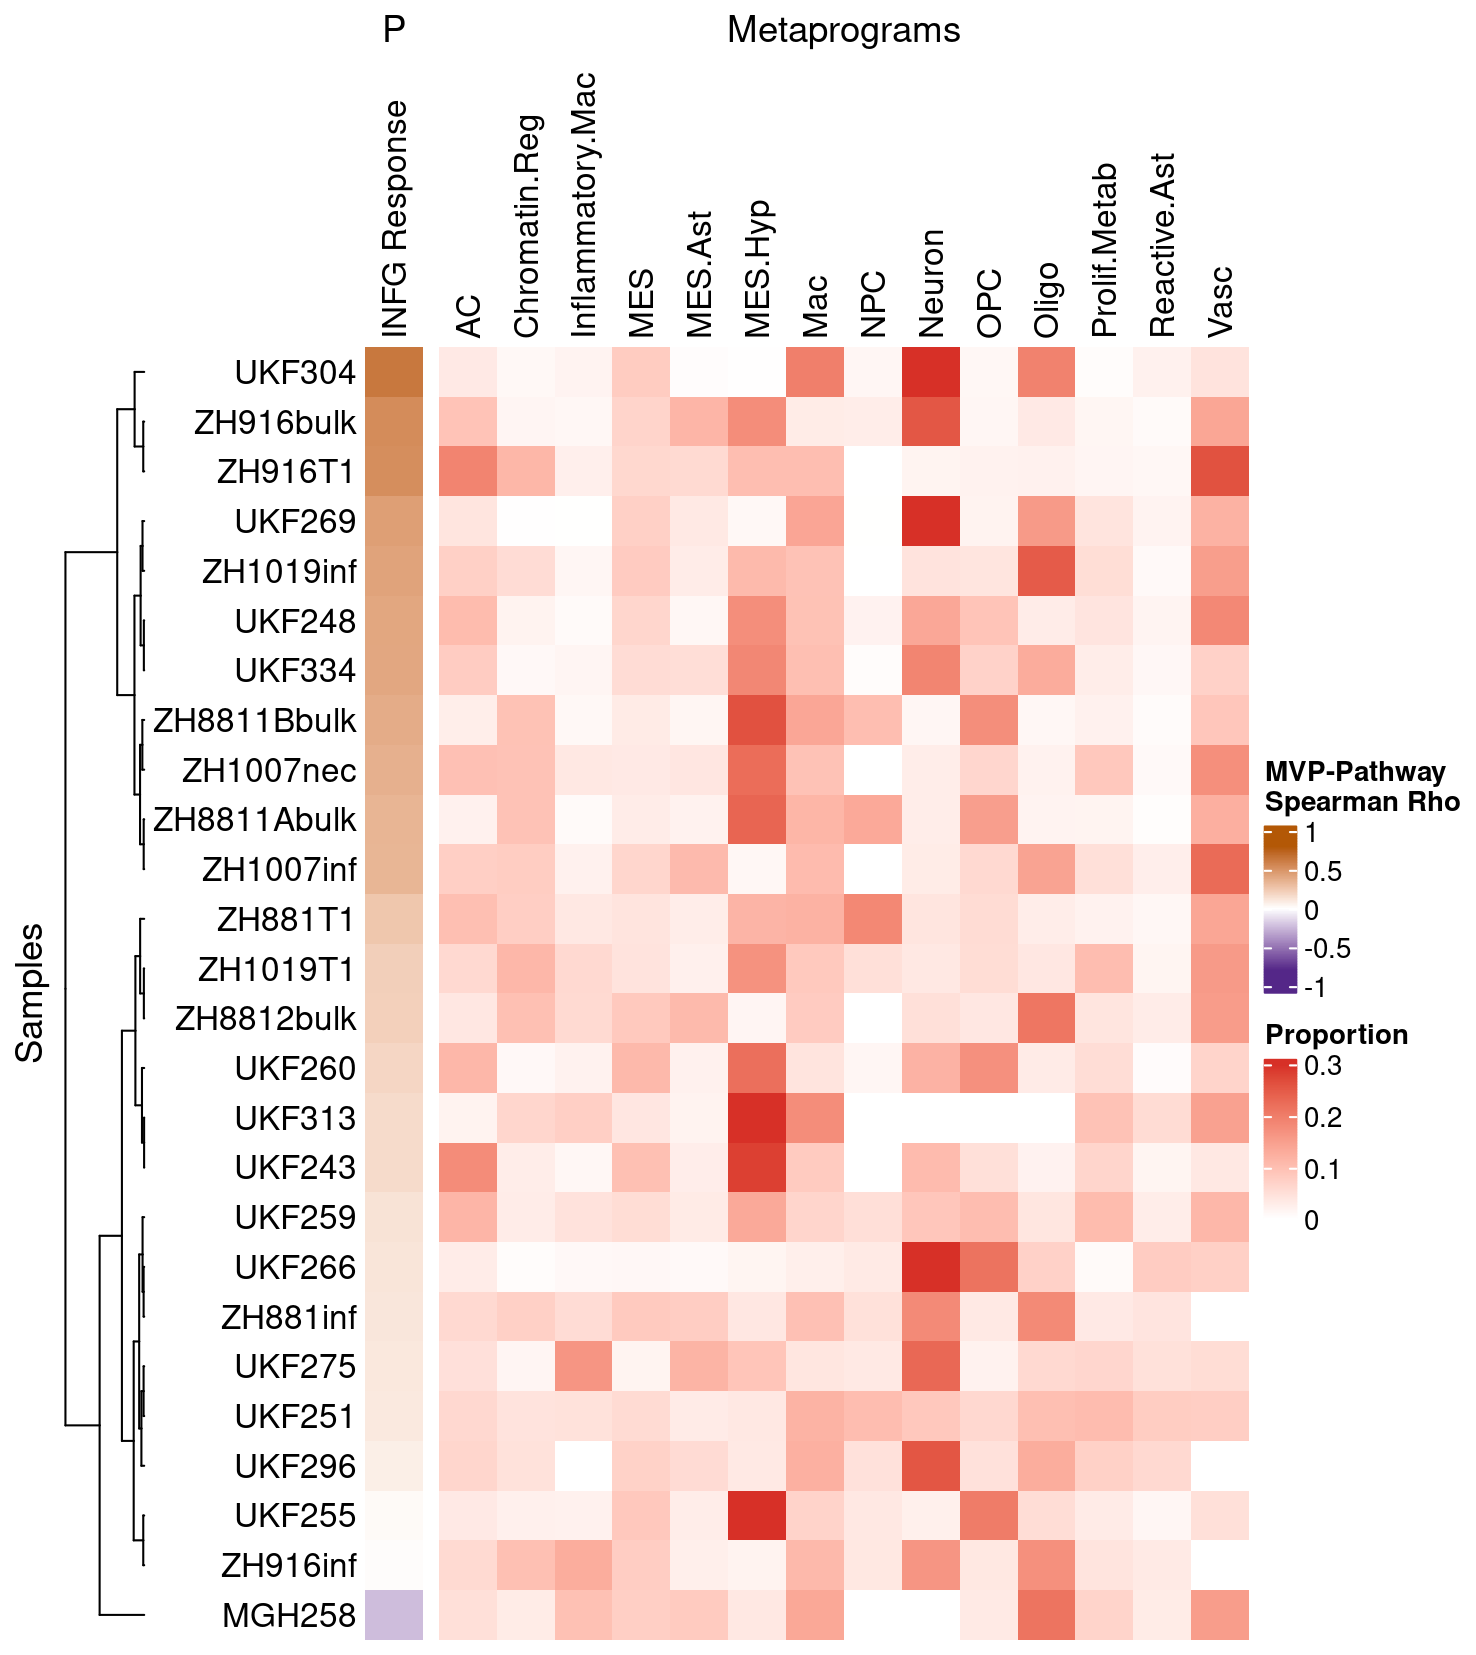 P
Metaprograms
INFG Response
AC
Chromatin.Reg
Inflammatory.Mac
MES
MES.Ast
MES.Hyp
Mac
NPC
Neuron
OPC
Oligo
Prolif.Metab
Reactive.Ast
Vasc
Samples
UKF304
ZH916bulk
ZH916T1
UKF269
ZH1019inf
UKF248
UKF334
ZH8811Bbulk
ZH1007nec
ZH8811Abulk
ZH1007inf
ZH881T1
ZH1019T1
ZH8812bulk
UKF260
UKF313
UKF243
UKF259
UKF266
ZH881inf
UKF275
UKF251
UKF296
UKF255
ZH916inf
MGH258
MVP-Pathway
Spearman Rho
1
0.5
0
-0.5
-1
Proportion
0.3
0.2
0.1
0